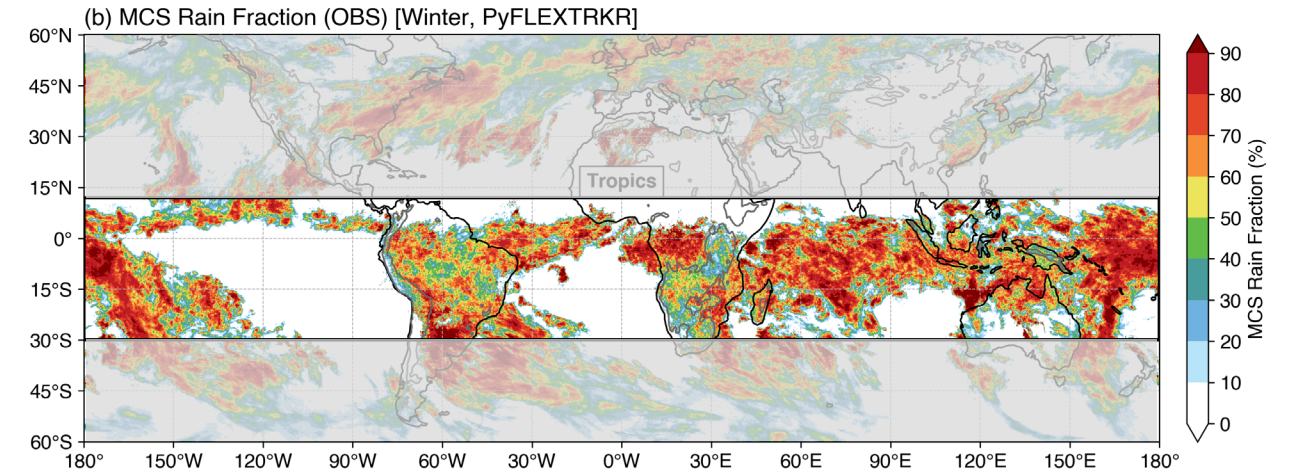 (b) MCS Rain Fraction (OBS) [Winter, PyFLEXTRKR]
60°N
45°N
30°N
15°N
0°
15°S
30°S
45°S
60°S
Tropics
180°
150°W
120°W
90°W
60°W
30°W
0°W
30°E
60°E
90°E
120°E
150°E
180°
90
80
70
60
50
40
30
20
10
0
MCS Rain Fraction (%)